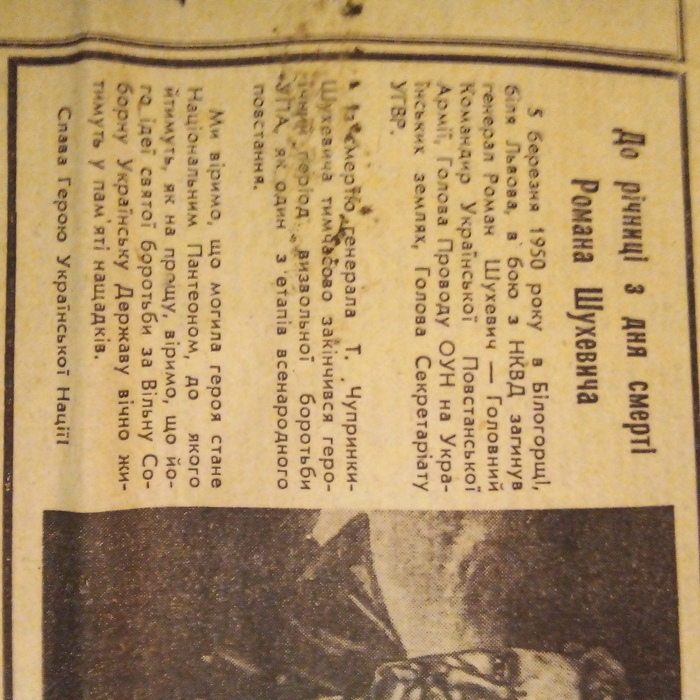 До річниці з дня смерті
Романа Шухевича
5 березня 1950 року в Білогорщі,
біля Львова, в бою з НКВД загинув
генерал Роман Шухевич — Головний
Командир Української Повстанської
Армії, Голова Проводу ОУН на Укра-
їнських землях, Голова Секретаріяту
УГВР.
Із смертю генерала Т. Чупринки-
Шухевича тимчасово закінчився геро-
їчний період визвольної боротьби
УПА, як один з етапів всенародного
повстання.
Ми віримо, що могила героя стане
Національним Пантеоном, до якого
йтимуть, як на прощу, віримо, що йо-
го ідеї святої боротьби за Вільну Со-
борну Українську Державу вічно жи-
тимуть у пам'яті нащадків.
Слава Герою Української Нації!